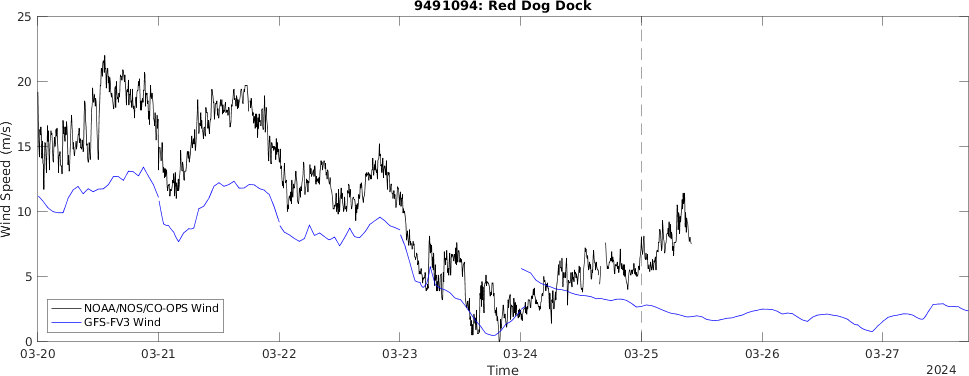 9491094: Red Dog Dock
25
20
15
10
5
0
Wind Speed (m/s)
NOAA/NOS/CO-OPS Wind
GFS-FV3 Wind
03-20 03-21 03-22 03-23 03-24 03-25 03-26 03-27
Time
2024